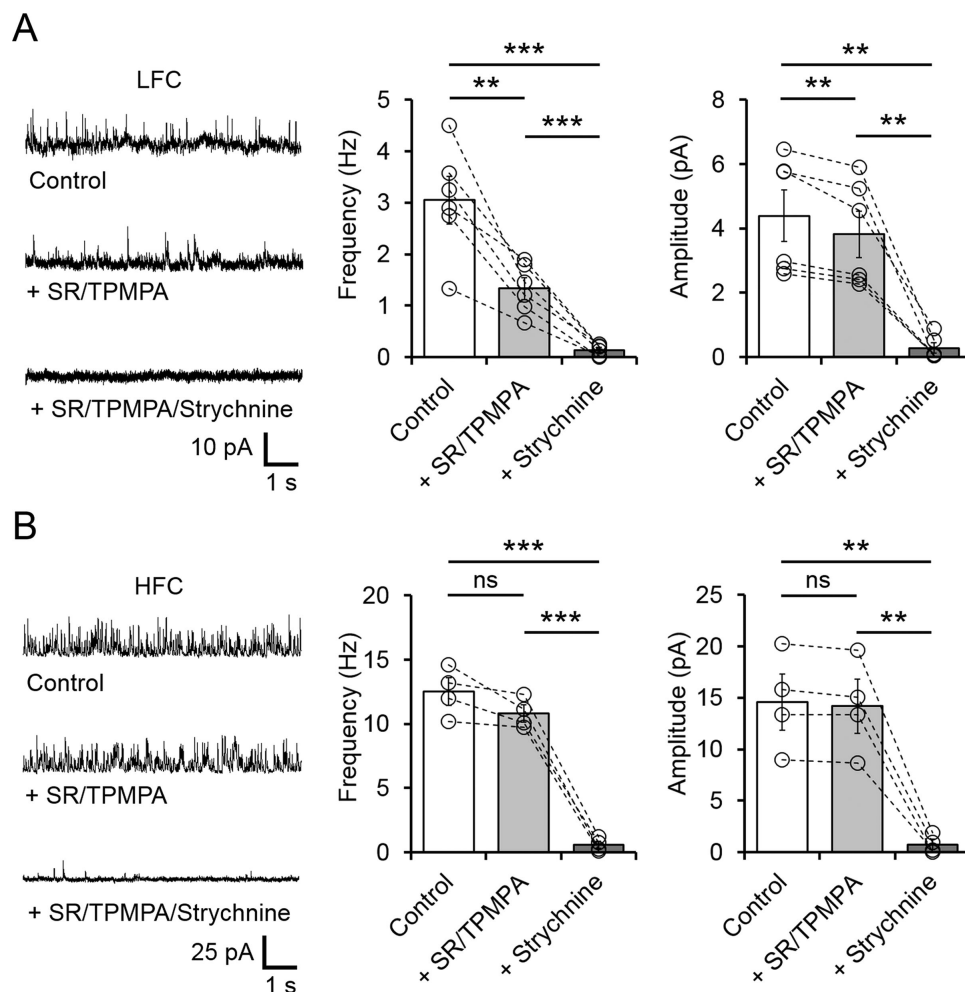 A
LFC
Control
+ SR/TPMPA
+ SR/TPMPA/Strychnine
10 pA
1 s
***
**
***
Frequency (Hz)
5
4
3
2
1
0
Control
+ SR/TPMPA
+ Strychnine
**
**
**
Amplitude (pA)
8
6
4
2
0
Control
+ SR/TPMPA
+ Strychnine
B
HFC
Control
+ SR/TPMPA
+ SR/TPMPA/Strychnine
25 pA
1 s
***
ns
***
Frequency (Hz)
20
15
10
5
0
Control
+ SR/TPMPA
+ Strychnine
**
ns
**
Amplitude (pA)
25
20
15
10
5
0
Control
+ SR/TPMPA
+ Strychnine